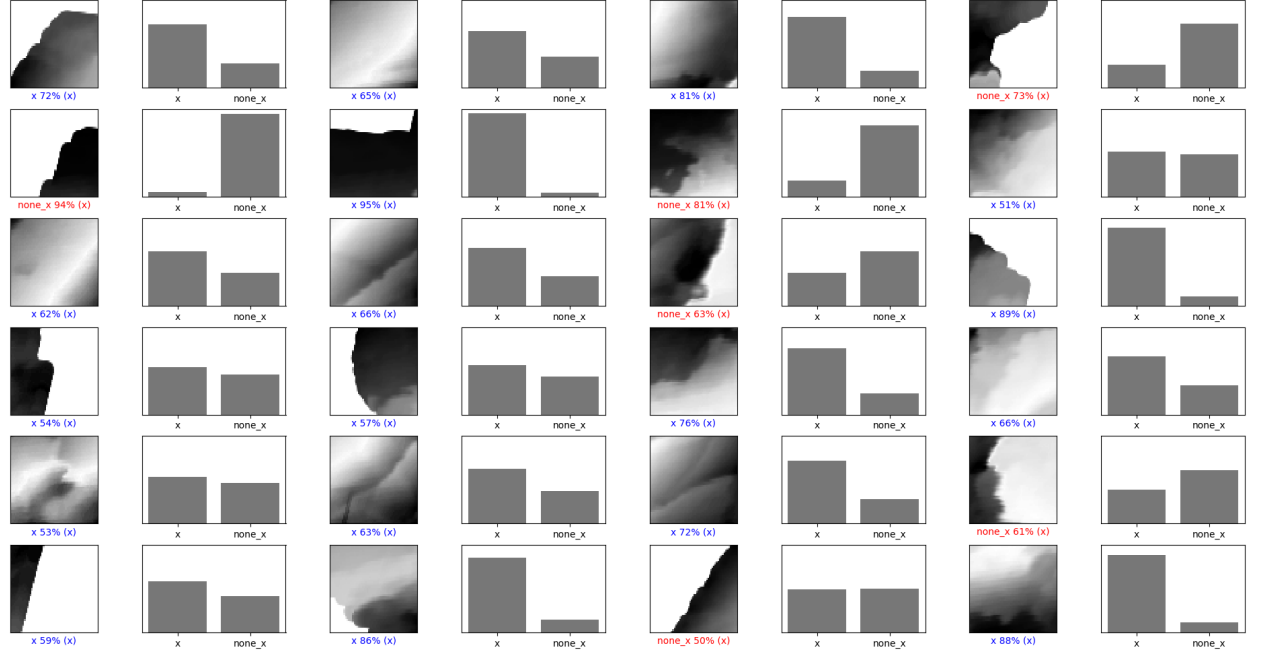 x none_x x none_x x none_x x none_x
x 72% (x) x 65% (x) x 81% (x) none_x 73% (x)
x none_x x none_x x none_x x none_x
none_x 94% (x) x 95% (x) none_x 81% (x) x 51% (x)
x none_x x none_x x none_x x none_x
x 62% (x) x 66% (x) none_x 63% (x) x 89% (x)
x none_x x none_x x none_x x none_x
x 54% (x) x 57% (x) x 76% (x) x 66% (x)
x none_x x none_x x none_x x none_x
x 53% (x) x 63% (x) x 72% (x) none_x 61% (x)
x none_x x none_x x none_x x none_x
x 59% (x) x 86% (x) none_x 50% (x) x 88% (x)